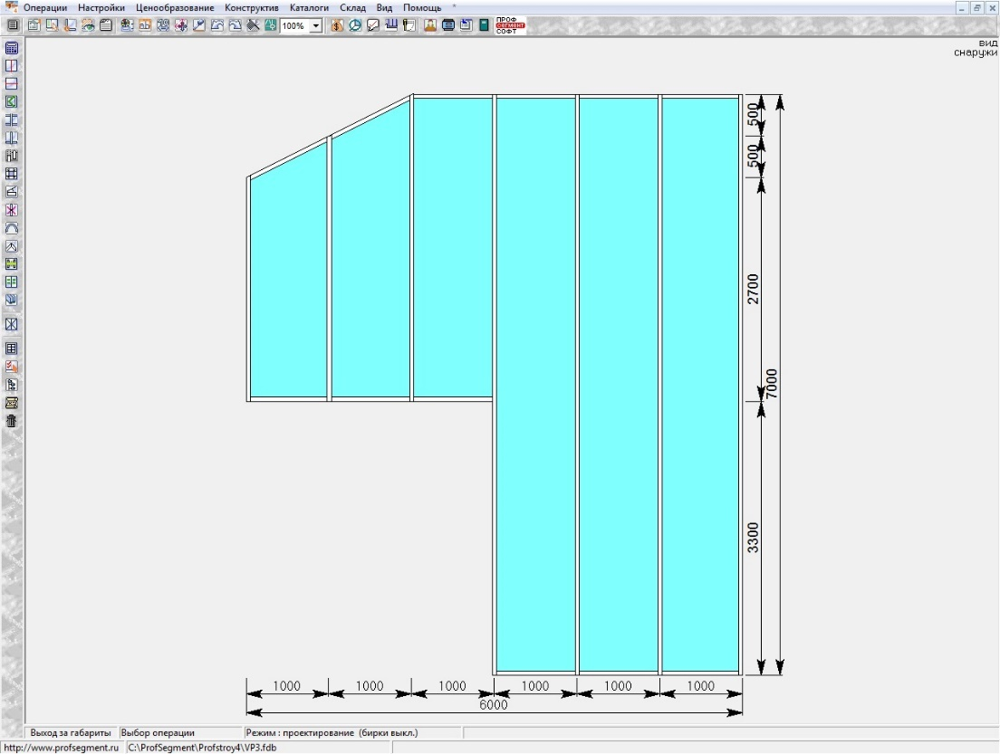 Операции Настройки Ценообразование Конструктив Каталоги Склад Вид Помощь
100%
ПРОФ
СЕГМЕНТ
СОФТ
вид
снаружи
500
500
2700
7000
3300
1000 1000 1000 1000 1000 1000
6000
Выход за габариты Выбор операции Режим : проектирование (бирки выкл.)
http://www.profsegment.ru C:\ProfSegment\Profstroy4\VP3.fdb